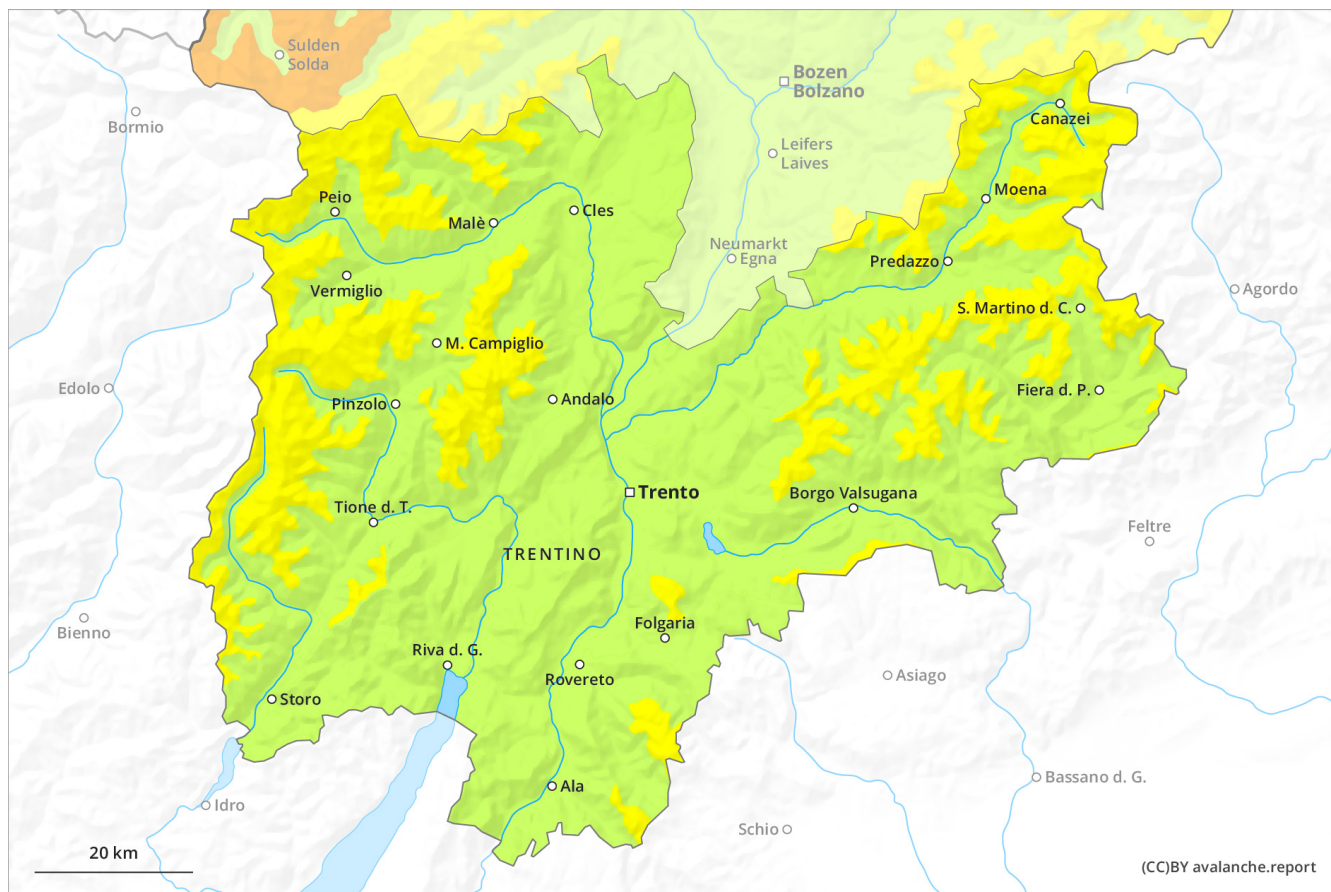 Sulden
Solda
Bozen
Bolzano
Bormio
Canazei
Leifers
Laives
Moena
Peio
Malè
Cles
Neumarkt
Egna
Predazzo
Vermiglio
Agordo
S. Martino d. C.
M. Campiglio
Edolo
Pinzolo
Andalo
Fiera d. P.
Trento
Borgo Valsugana
Tione d. T.
Feltre
TRENTINO
Bienno
Folgaria
Riva d. G.
Rovereto
Asiago
Storo
Bassano d. G.
Ala
Idro
Schio
20 km
(CC)BY avalanche.report